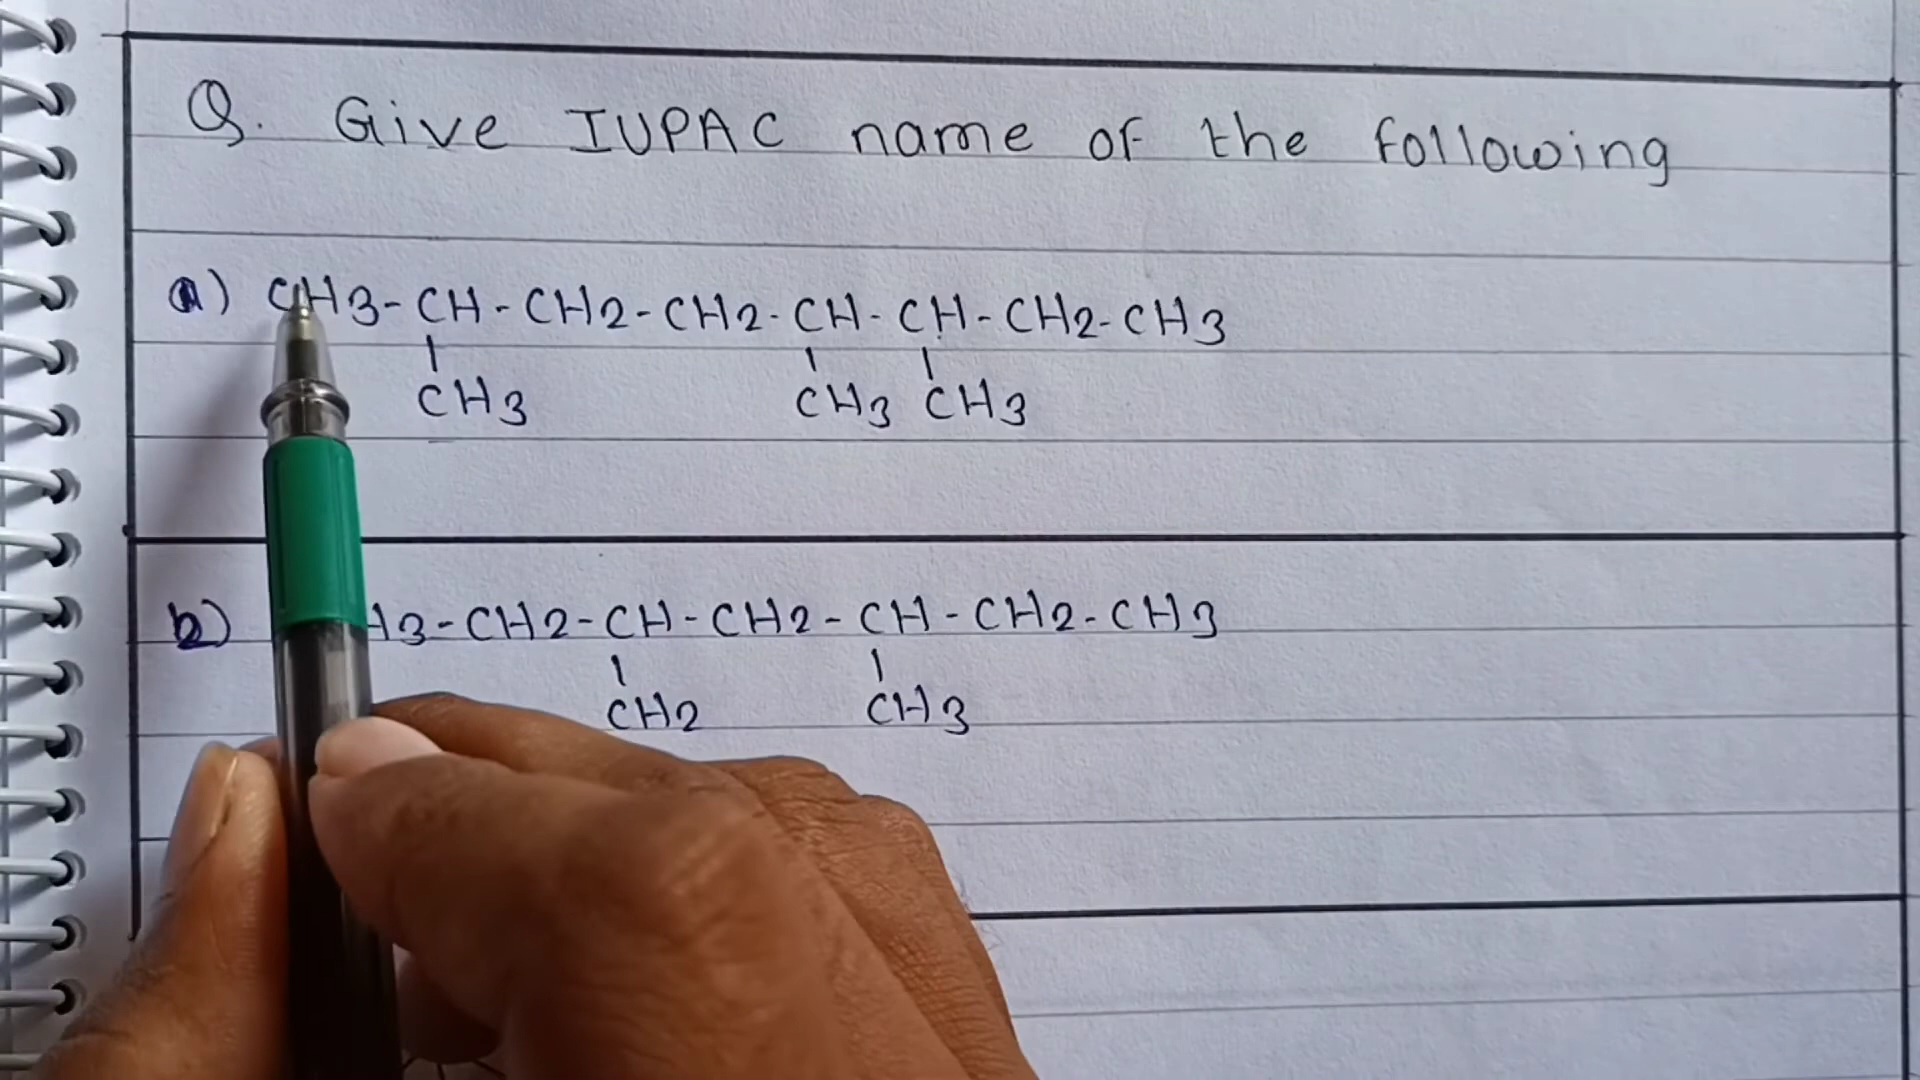 Q. Give IUPAC name of the following
a) CH3-CH-CH2-CH2-CH-CH-CH2-CH3
CH3 CH3 CH3
b) H3-CH2-CH-CH2-CH-CH2-CH3
CH2 CH3